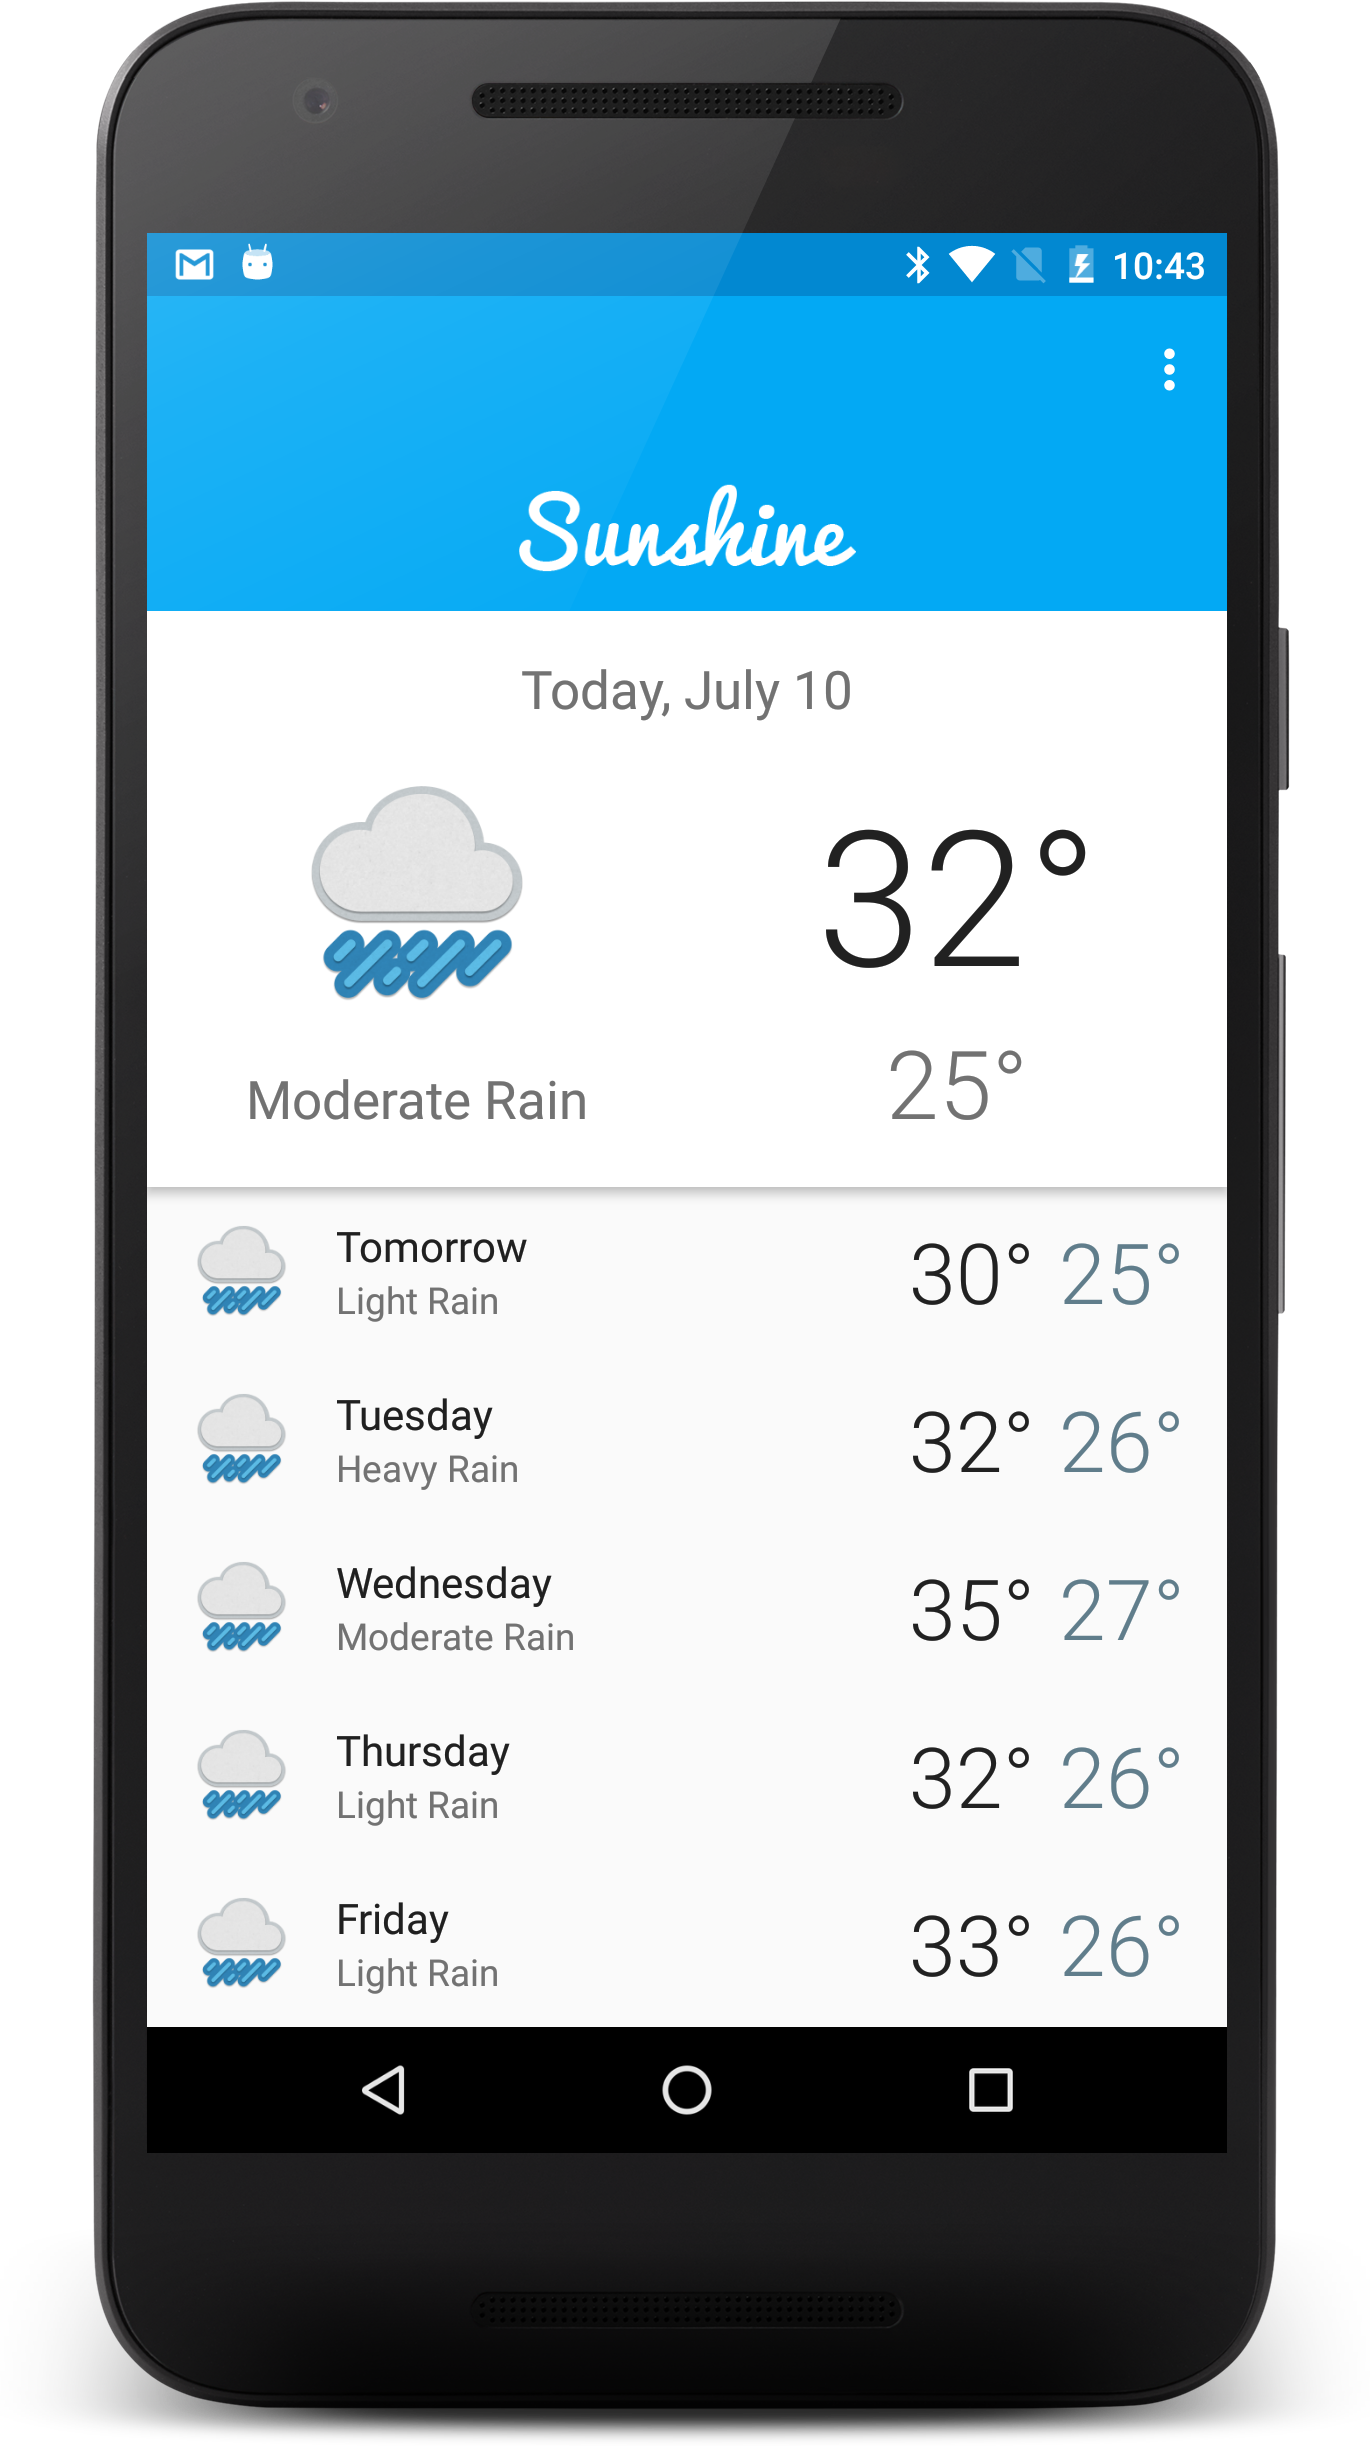 10:43
Sunshine
Today, July 10
32°
25°
Moderate Rain
Tomorrow
Light Rain
30° 25°
Tuesday
Heavy Rain
32° 26°
Wednesday
Moderate Rain
35° 27°
Thursday
Light Rain
32° 26°
Friday
Light Rain
33° 26°